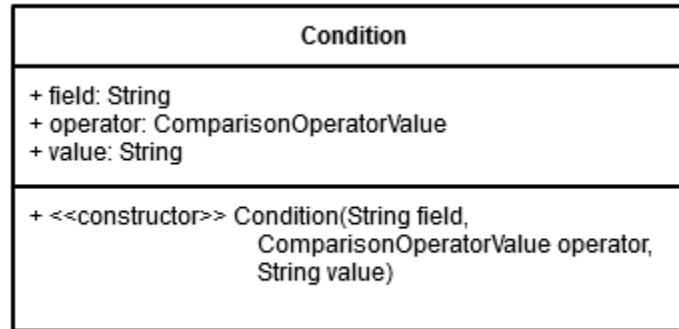 Condition
+ field: String
+ operator: ComparisonOperatorValue
+ value: String
+ <<constructor>> Condition(String field,
ComparisonOperatorValue operator,
String value)